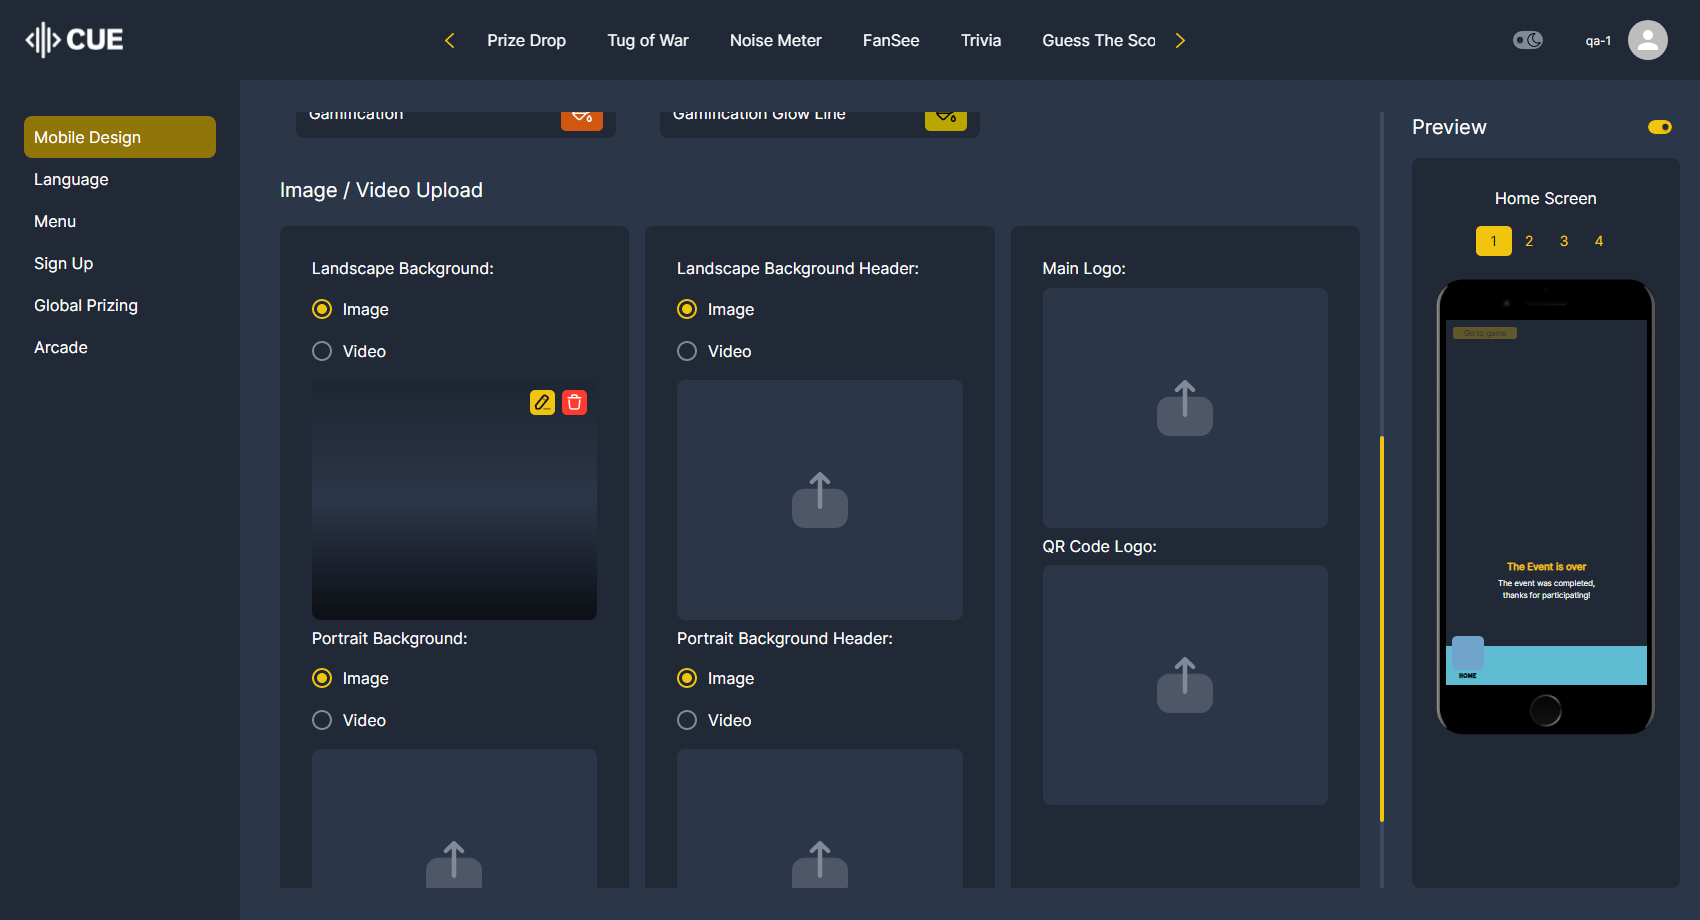 CUE
Prize Drop
Tug of War
Noise Meter
FanSee
Trivia
Guess The Sco
qa-1
Mobile Design
Language
Menu
Sign Up
Global Prizing
Arcade
Gamification
Gamification Glow Line
Image / Video Upload
Landscape Background:
Image
Video
Portrait Background:
Image
Video
Landscape Background Header:
Image
Video
Portrait Background Header:
Image
Video
Main Logo:
QR Code Logo:
Preview
Home Screen
1 2 3 4
Go to game
The Event is over
The event was completed,
thanks for participating!
HOME